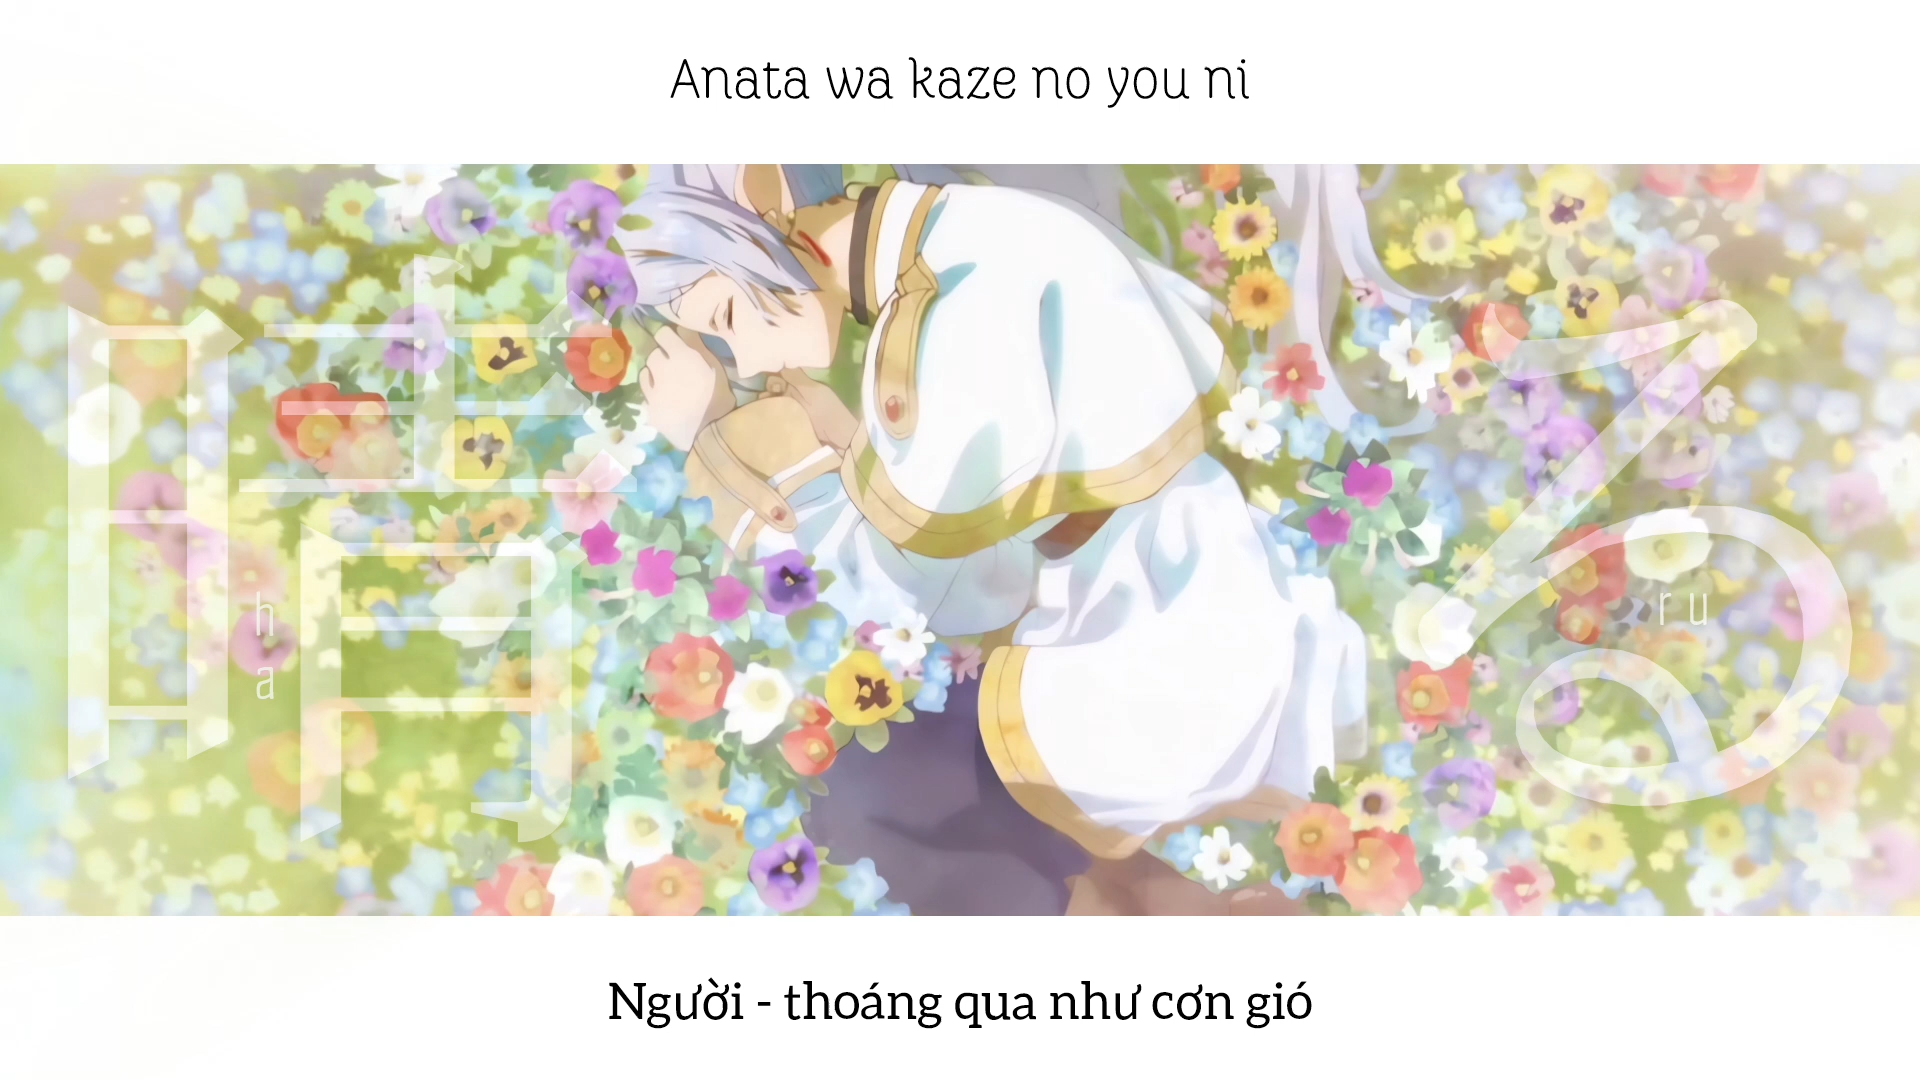 Anata wa kaze no you ni
晴る
ha
ru
Người - thoáng qua như cơn gió